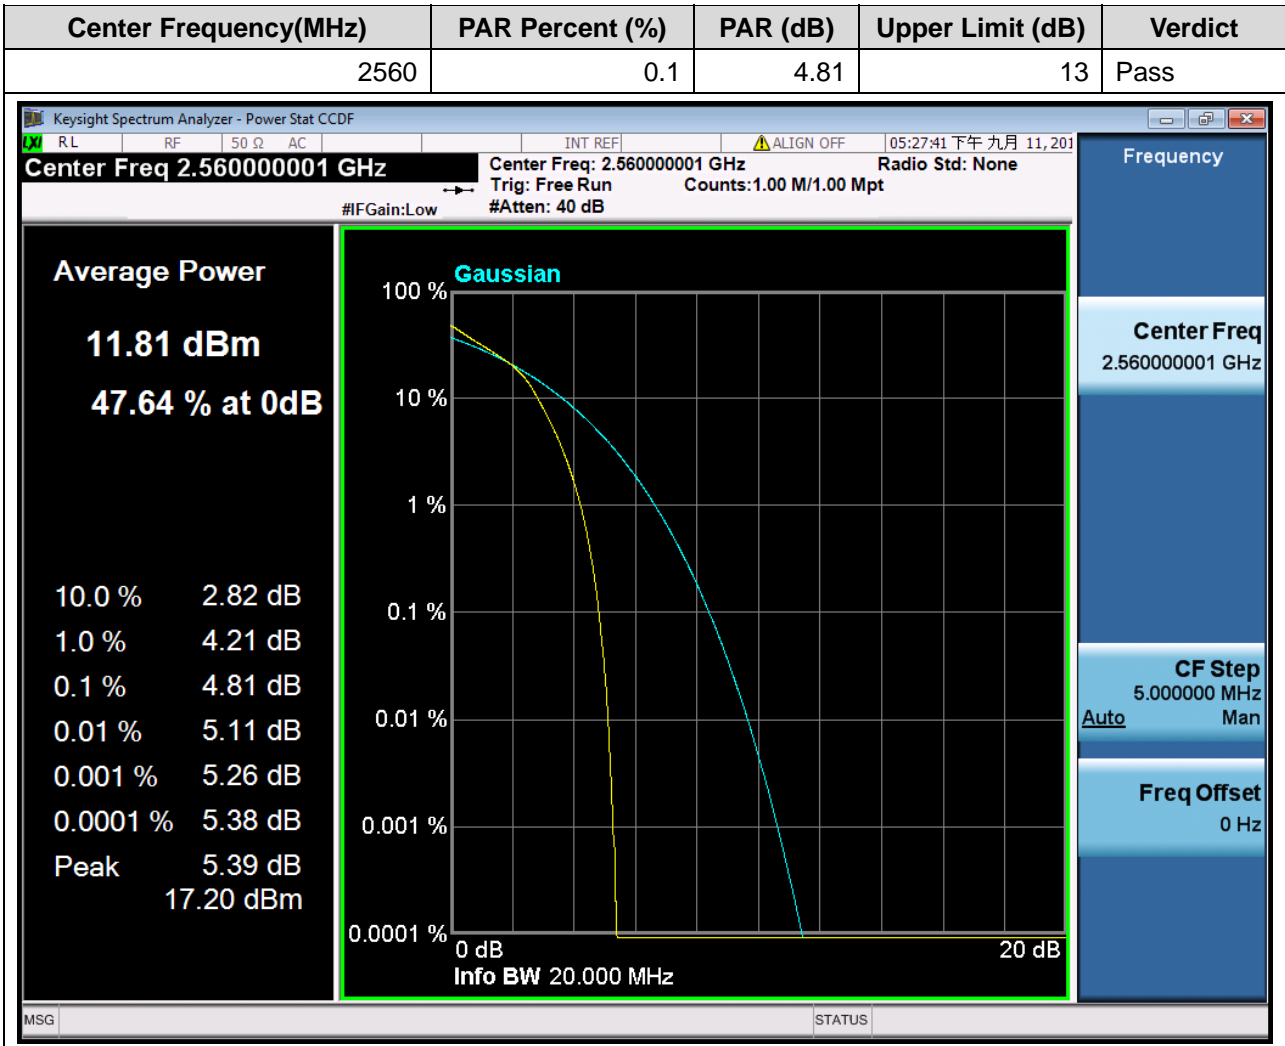 Center Frequency(MHz) PAR Percent (%) PAR (dB) Upper Limit (dB) Verdict
2560 0.1 4.81 13 Pass
Keysight Spectrum Analyzer - Power Stat CCDF
LXI RL RF 50 Ω AC INT REF ALIGN OFF 05:27:41 下午 九月 11, 201
Center Freq 2.560000001 GHz
Center Freq: 2.560000001 GHz Radio Std: None
Trig: Free Run Counts:1.00 M/1.00 Mpt
#IFGain:Low #Atten: 40 dB
Average Power
11.81 dBm
47.64 % at 0dB
10.0 % 2.82 dB
1.0 % 4.21 dB
0.1 % 4.81 dB
0.01 % 5.11 dB
0.001 % 5.26 dB
0.0001 % 5.38 dB
Peak 5.39 dB
17.20 dBm
Gaussian
100 %
10 %
1 %
0.1 %
0.01 %
0.001 %
0.0001 %
0 dB 20 dB
Info BW 20.000 MHz
Frequency
Center Freq
2.560000001 GHz
CF Step
5.000000 MHz
Auto Man
Freq Offset
0 Hz
MSG STATUS